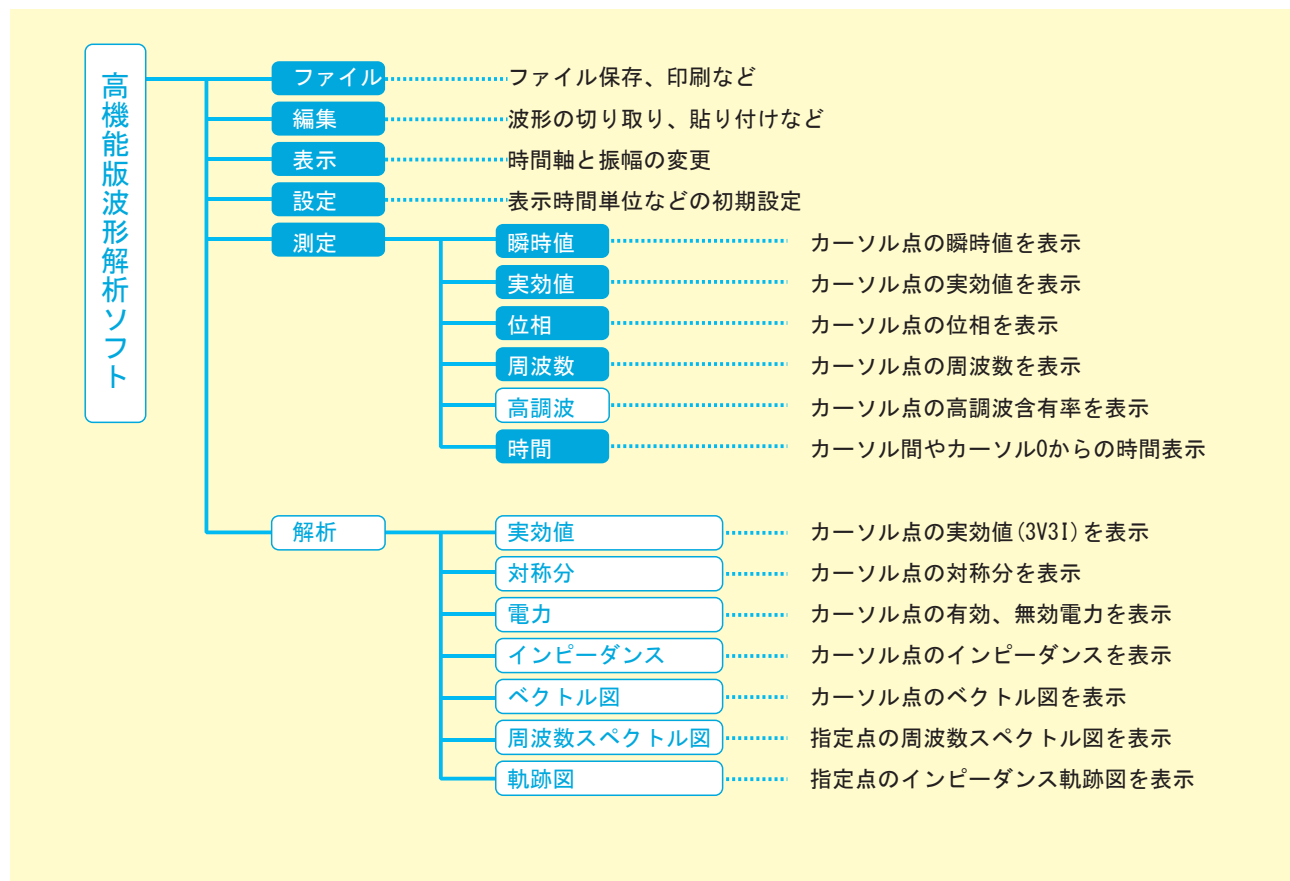 高機能版波形解析ソフト
ファイル ファイル保存、印刷など
編集 波形の切り取り、貼り付けなど
表示 時間軸と振幅の変更
設定 表示時間単位などの初期設定
測定 瞬時値 カーソル点の瞬時値を表示
実効値 カーソル点の実効値を表示
位相 カーソル点の位相を表示
周波数 カーソル点の周波数を表示
高調波 カーソル点の高調波含有率を表示
時間 カーソル間やカーソル0からの時間表示
解析 実効値 カーソル点の実効値(3V3I)を表示
対称分 カーソル点の対称分を表示
電力 カーソル点の有効、無効電力を表示
インピーダンス カーソル点のインピーダンスを表示
ベクトル図 カーソル点のベクトル図を表示
周波数スペクトル図 指定点の周波数スペクトル図を表示
軌跡図 指定点のインピーダンス軌跡図を表示